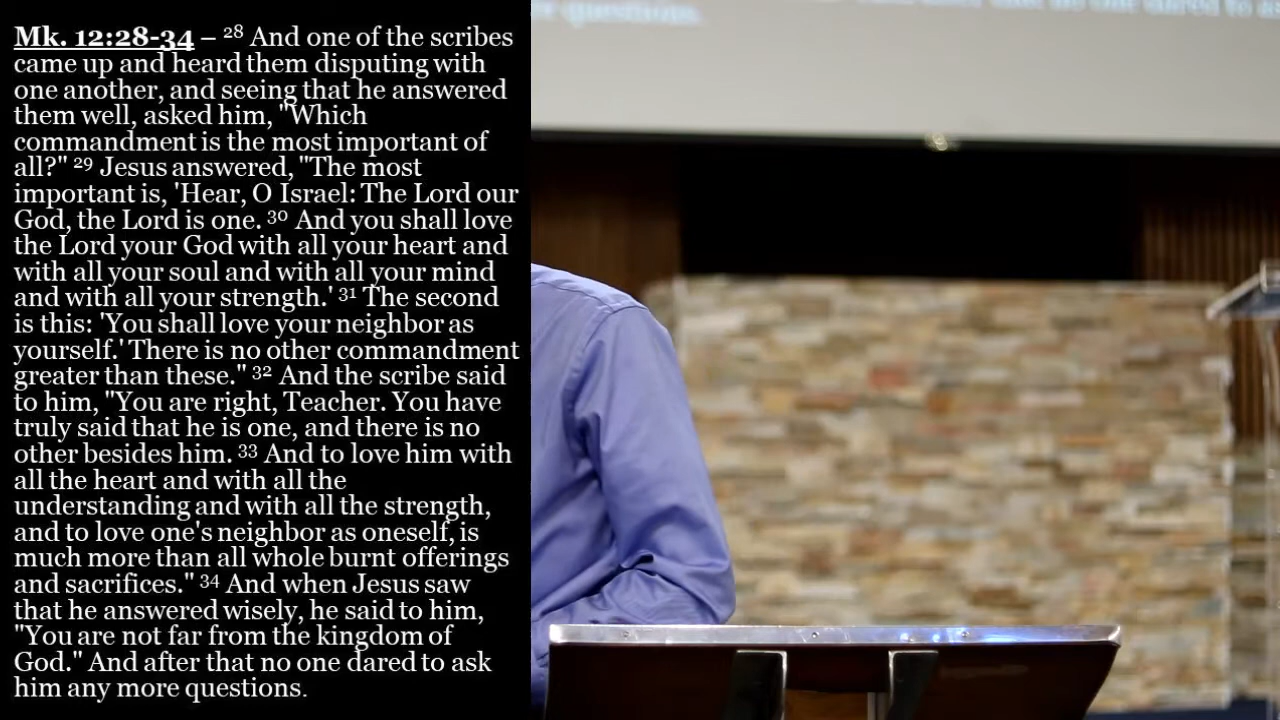 Mk. 12:28-34 – 28 And one of the scribes
came up and heard them disputing with
one another, and seeing that he answered
them well, asked him, "Which
commandment is the most important of
all?" 29 Jesus answered, "The most
important is, 'Hear, O Israel: The Lord our
God, the Lord is one. 30 And you shall love
the Lord your God with all your heart and
with all your soul and with all your mind
and with all your strength.' 31 The second
is this: 'You shall love your neighbor as
yourself.' There is no other commandment
greater than these." 32 And the scribe said
to him, "You are right, Teacher. You have
truly said that he is one, and there is no
other besides him. 33 And to love him with
all the heart and with all the
understanding and with all the strength,
and to love one's neighbor as oneself, is
much more than all whole burnt offerings
and sacrifices." 34 And when Jesus saw
that he answered wisely, he said to him,
"You are not far from the kingdom of
God." And after that no one dared to ask
him any more questions.
questions.